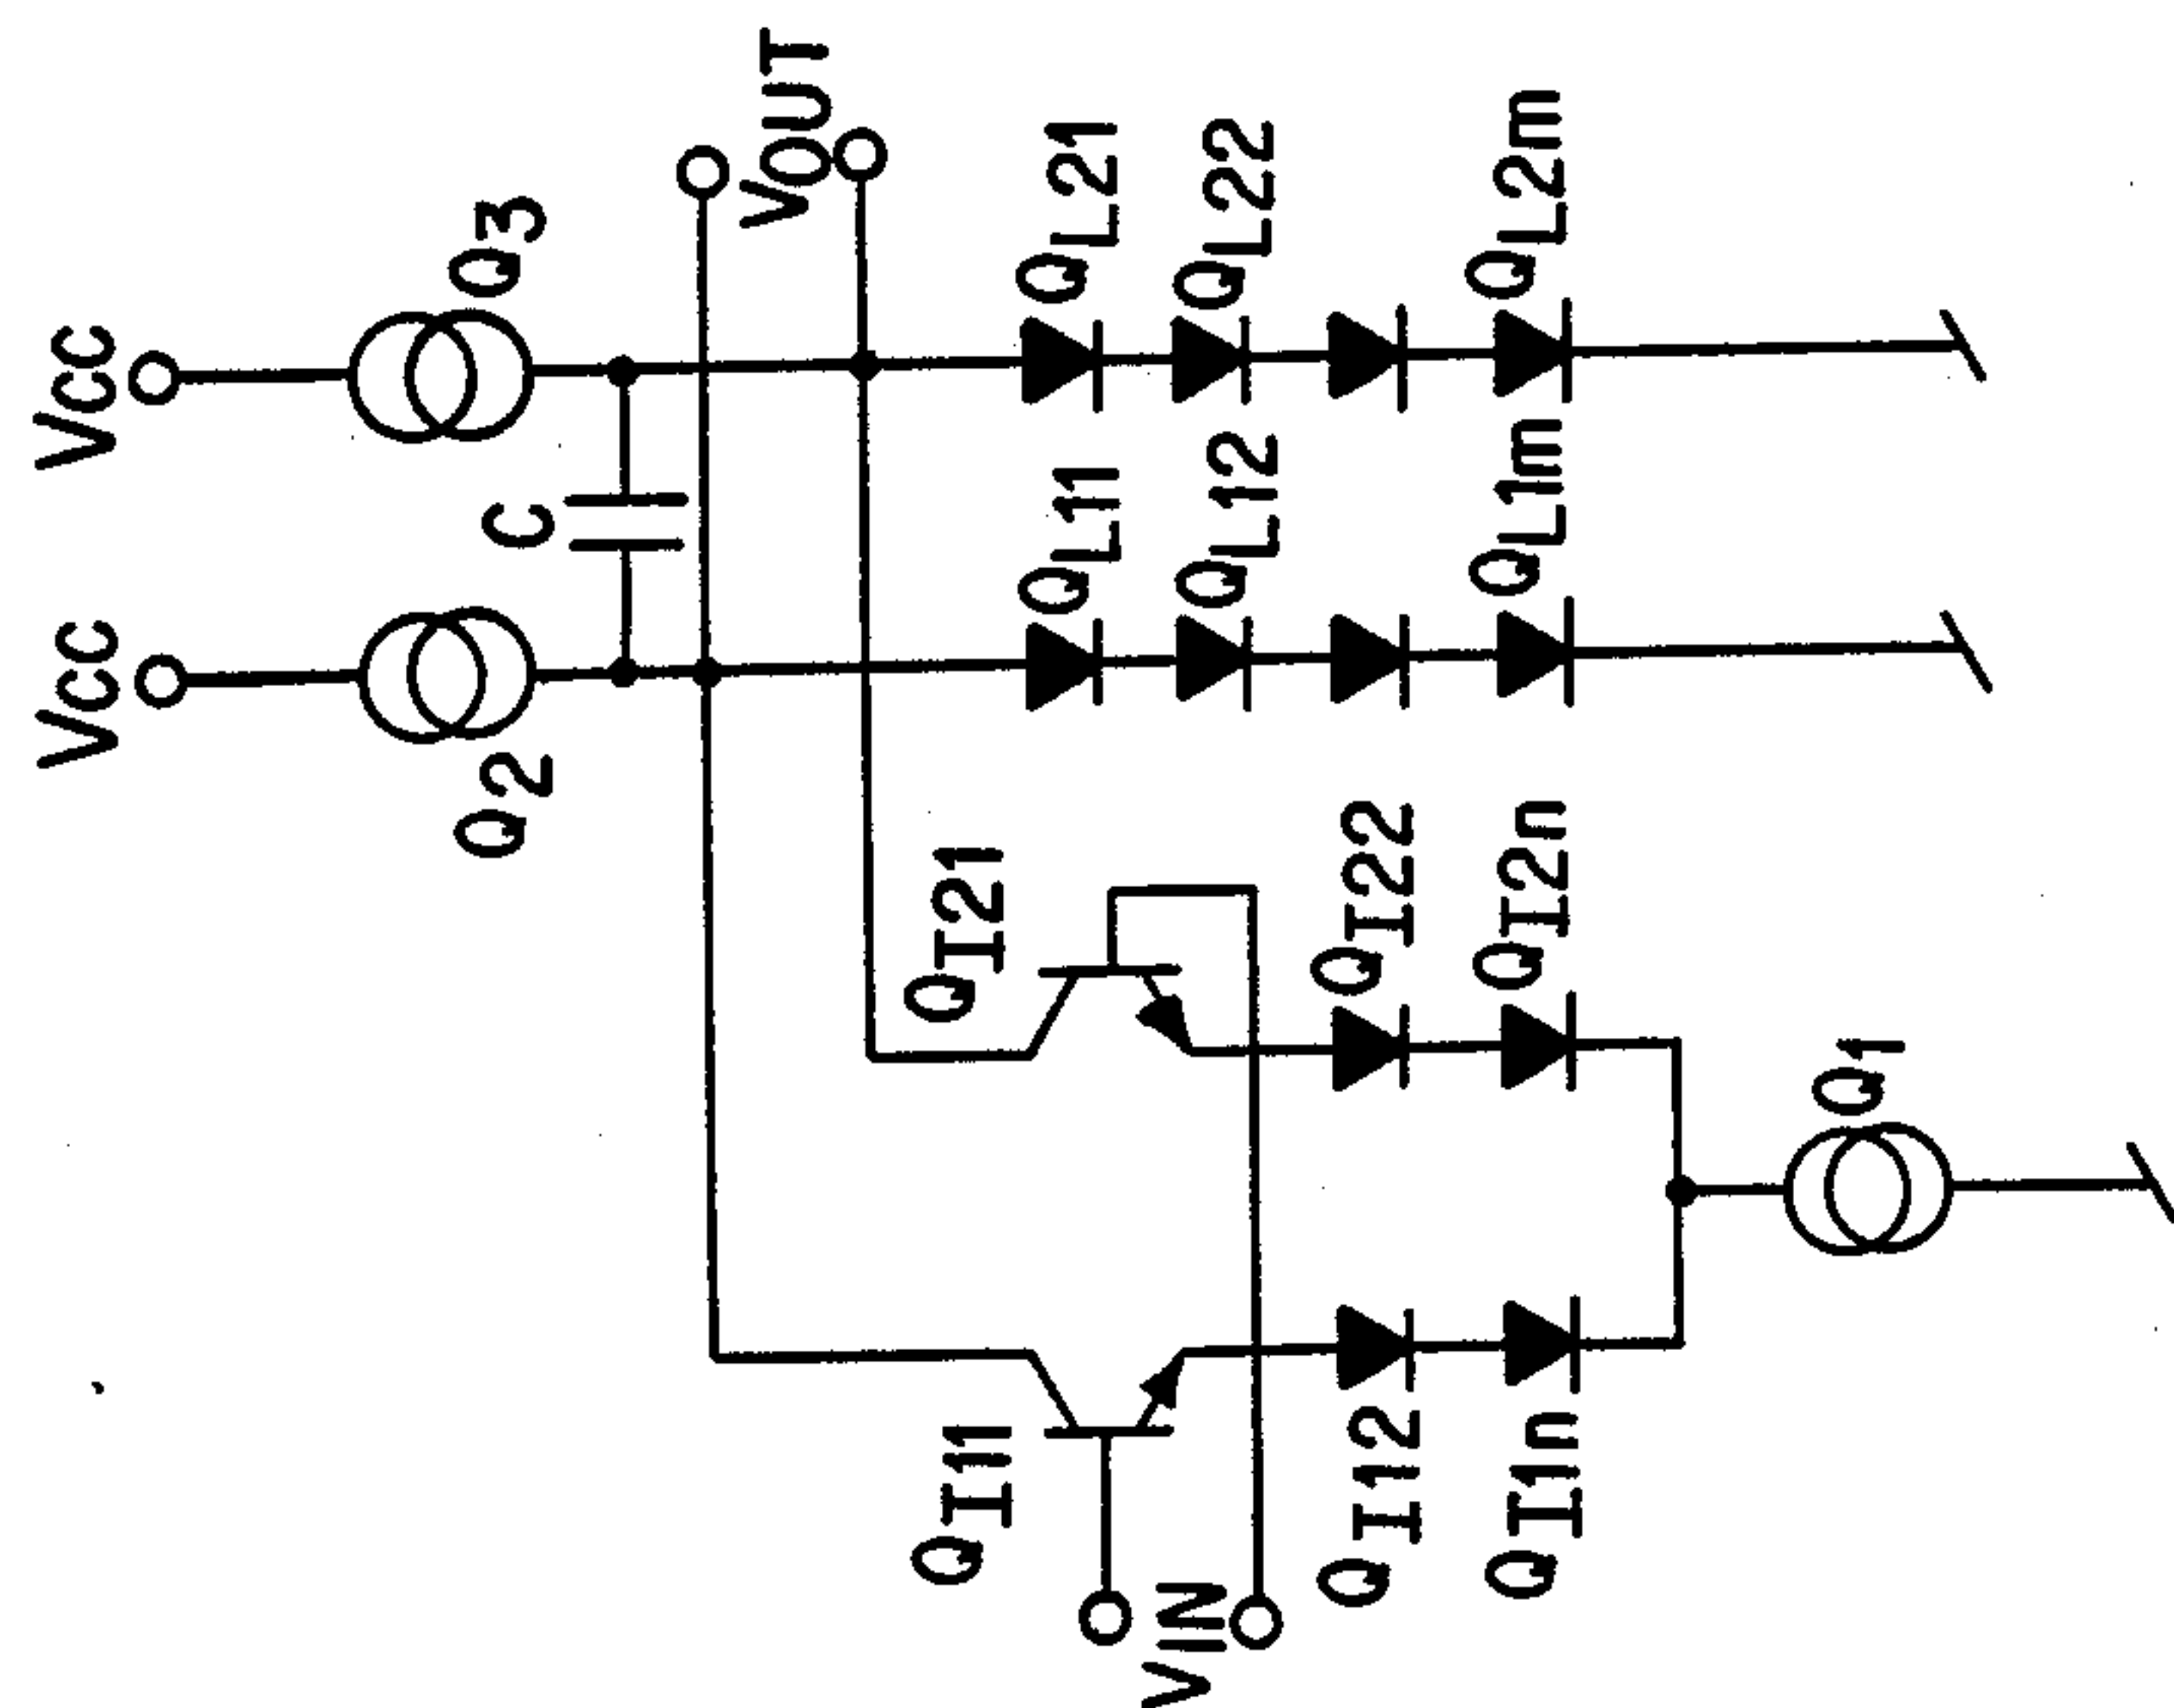 VCC
VCC
Q2
Q3
C
VOUT
QI11
QI21
QL11
QL21
QL12
QL22
VIN
QI12
QI22
QI1n
QI2n
QL1m
QL2m
Q1